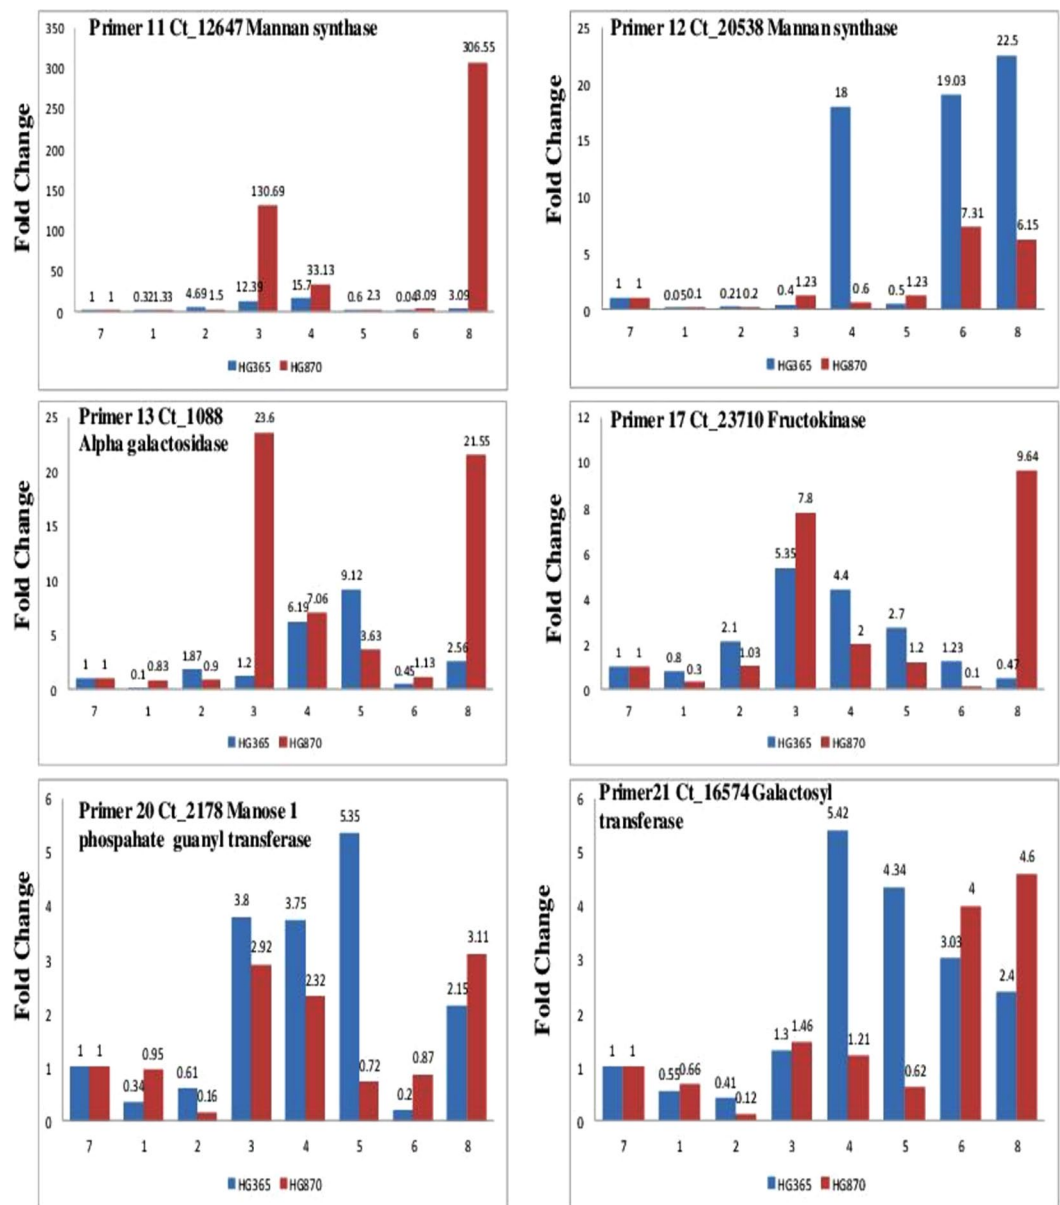 Primer 11 Ct_12647 Mannan synthase
Fold Change
350
300
250
200
150
100
50
0
1 1 0.32 1.33 4.69 1.5 12.39 130.69 15.7 33.13 0.6 2.3 0.04 3.09 3.09 306.55
7 1 2 3 4 5 6 8
HG365 HG870
Primer 12 Ct_20538 Mannan synthase
Fold Change
25
20
15
10
5
0
1 1 0.05 0.1 0.21 0.2 0.4 1.23 18 0.6 0.5 1.23 19.03 7.31 22.5 6.15
7 1 2 3 4 5 6 8
HG365 HG870
Primer 13 Ct_1088
Alpha galactosidase
Fold Change
25
20
15
10
5
0
1 1 0.1 0.83 1.87 0.9 1.2 23.6 6.19 7.06 9.12 3.63 0.45 1.13 2.56 21.55
7 1 2 3 4 5 6 8
HG365 HG870
Primer 17 Ct_23710 Fructokinase
Fold Change
12
10
8
6
4
2
0
1 1 0.8 0.3 2.1 1.03 5.35 7.8 4.4 2 2.7 1.2 1.23 0.1 0.47 9.64
7 1 2 3 4 5 6 8
HG365 HG870
Primer 20 Ct_2178 Manose 1
phospahate guanyl transferase
Fold Change
6
5
4
3
2
1
0
1 1 0.34 0.95 0.61 0.16 3.8 2.92 3.75 2.32 5.35 0.72 0.2 0.87 2.15 3.11
7 1 2 3 4 5 6 8
HG365 HG870
Primer21 Ct_16574 Galactosyl
transferase
Fold Change
6
5
4
3
2
1
0
1 1 0.55 0.66 0.41 0.12 1.3 1.46 5.42 1.21 4.34 0.62 3.03 4 2.4 4.6
7 1 2 3 4 5 6 8
HG365 HG870